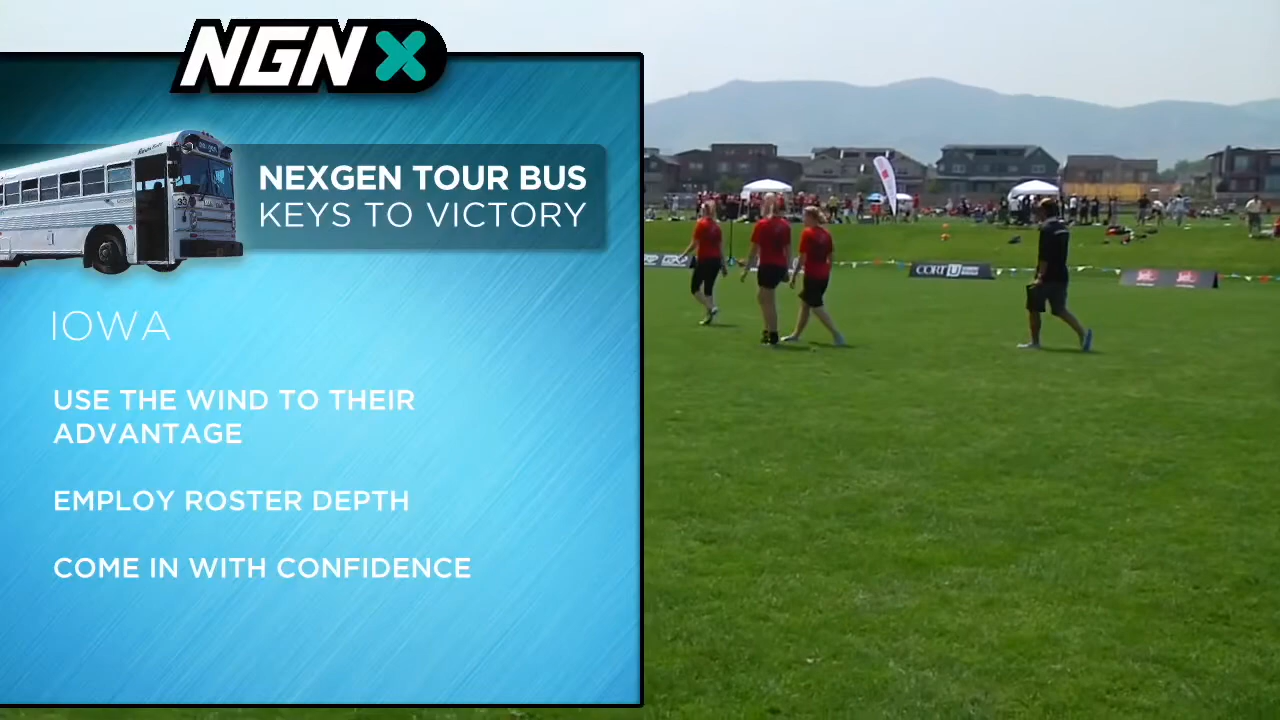 NGN
NEXGEN TOUR BUS
KEYS TO VICTORY
IOWA
USE THE WIND TO THEIR
ADVANTAGE
EMPLOY ROSTER DEPTH
COME IN WITH CONFIDENCE
CORT